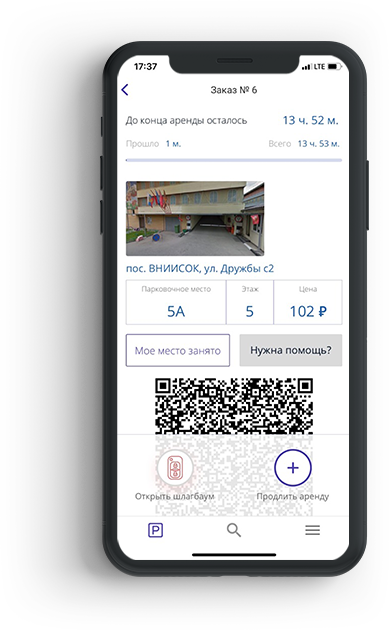 17:37
LTE
Заказ № 6
До конца аренды осталось 13 ч. 52 м.
Прошло 1 м. Всего 13 ч. 53 м.
пос. ВНИИСОК, ул. Дружбы с2
Парковочное место Этаж Цена
5А 5 102 ₽
Мое место занято Нужна помощь?
Открыть шлагбаум Продлить аренду
P